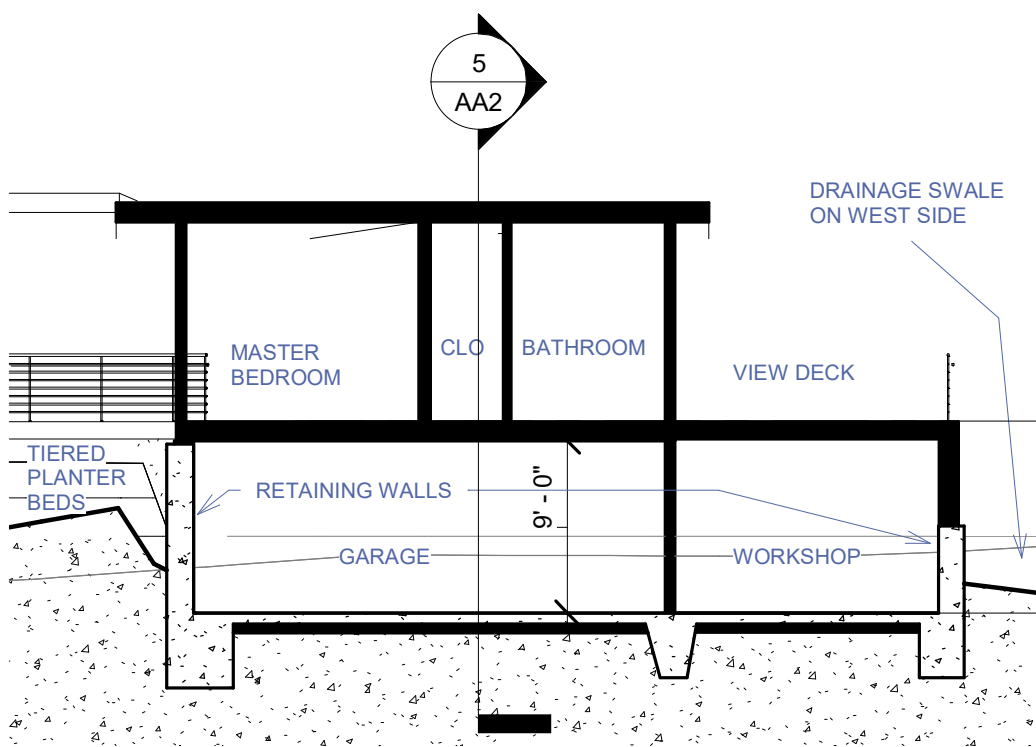 5
AA2
DRAINAGE SWALE
ON WEST SIDE
MASTER
BEDROOM
CLO
BATHROOM
VIEW DECK
TIERED
PLANTER
BEDS
RETAINING WALLS
9' - 0"
GARAGE
WORKSHOP